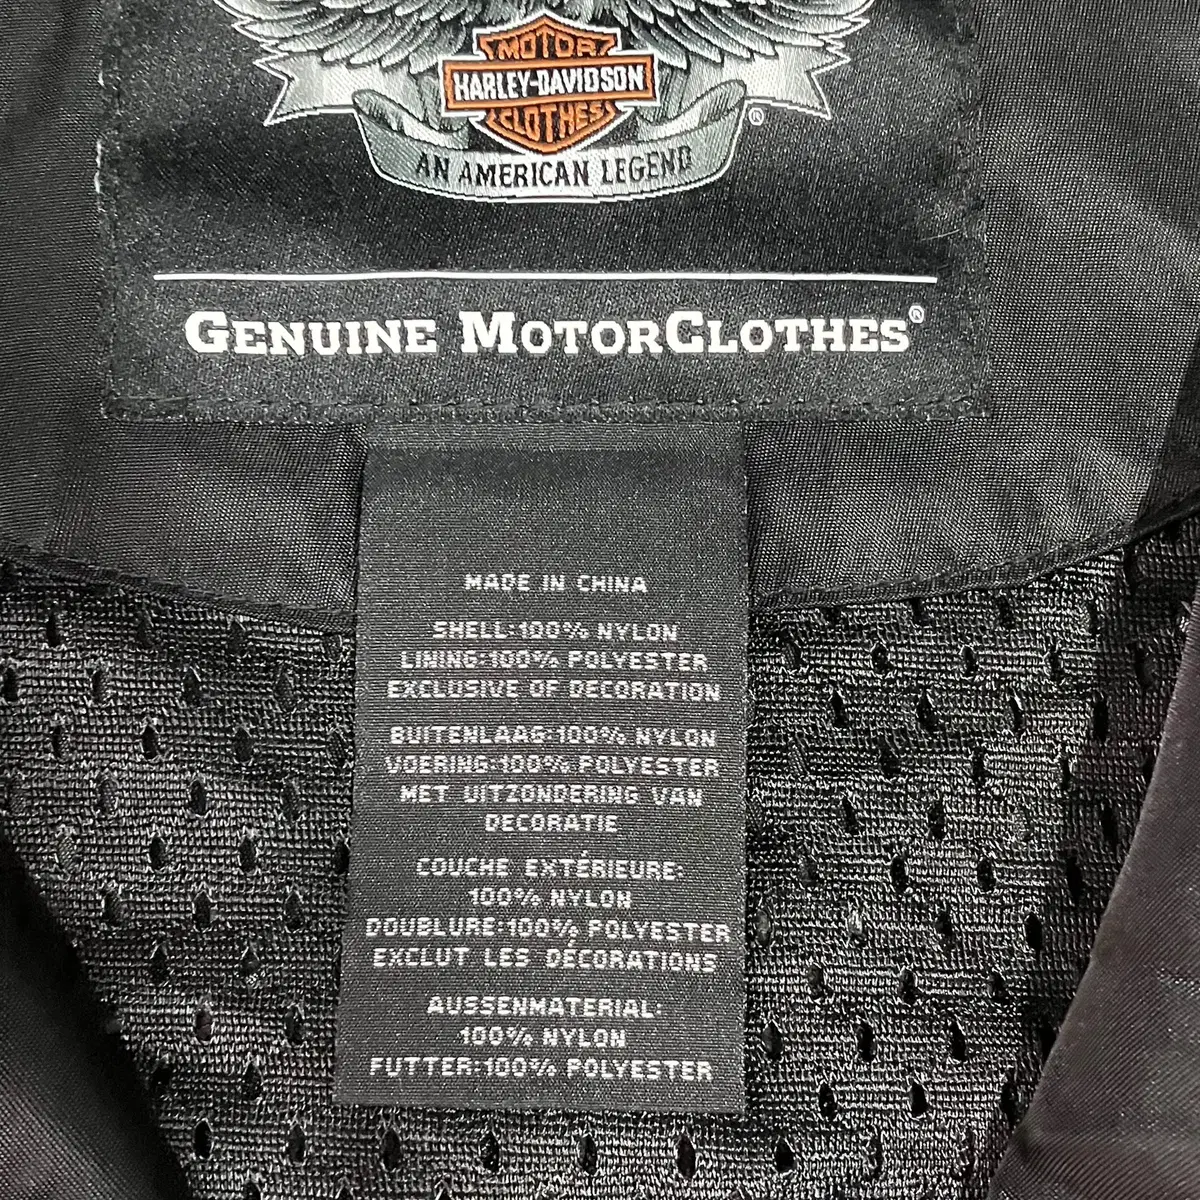 MOTOR
HARLEY-DAVIDSON
CLOTHES
®
AN AMERICAN LEGEND
GENUINE MOTORCLOTHES®
MADE IN CHINA
SHELL:100% NYLON
LINING:100% POLYESTER
EXCLUSIVE OF DECORATION
BUITENLAAG:100% NYLON
VOERING:100% POLYESTER
MET UITZONDERING VAN
DECORATIE
COUCHE EXTÉRIEURE:
100% NYLON
DOUBLURE:100% POLYESTER
EXCLUT LES DÉCORATIONS
AUSSENMATERIAL:
100% NYLON
FUTTER:100% POLYESTER